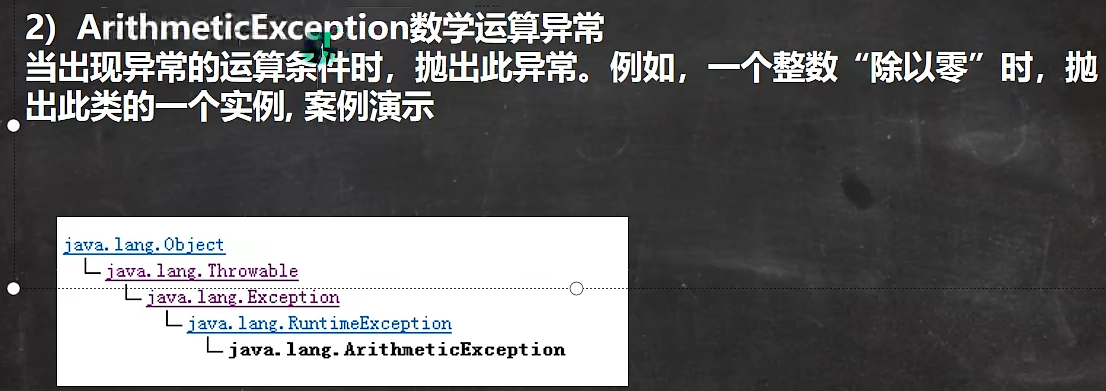 2）ArithmeticException数学运算异常
当出现异常的运算条件时，抛出此异常。例如，一个整数“除以零”时，抛
出此类的一个实例, 案例演示
java.lang.Object
java.lang.Throwable
java.lang.Exception
java.lang.RuntimeException
java.lang.ArithmeticException